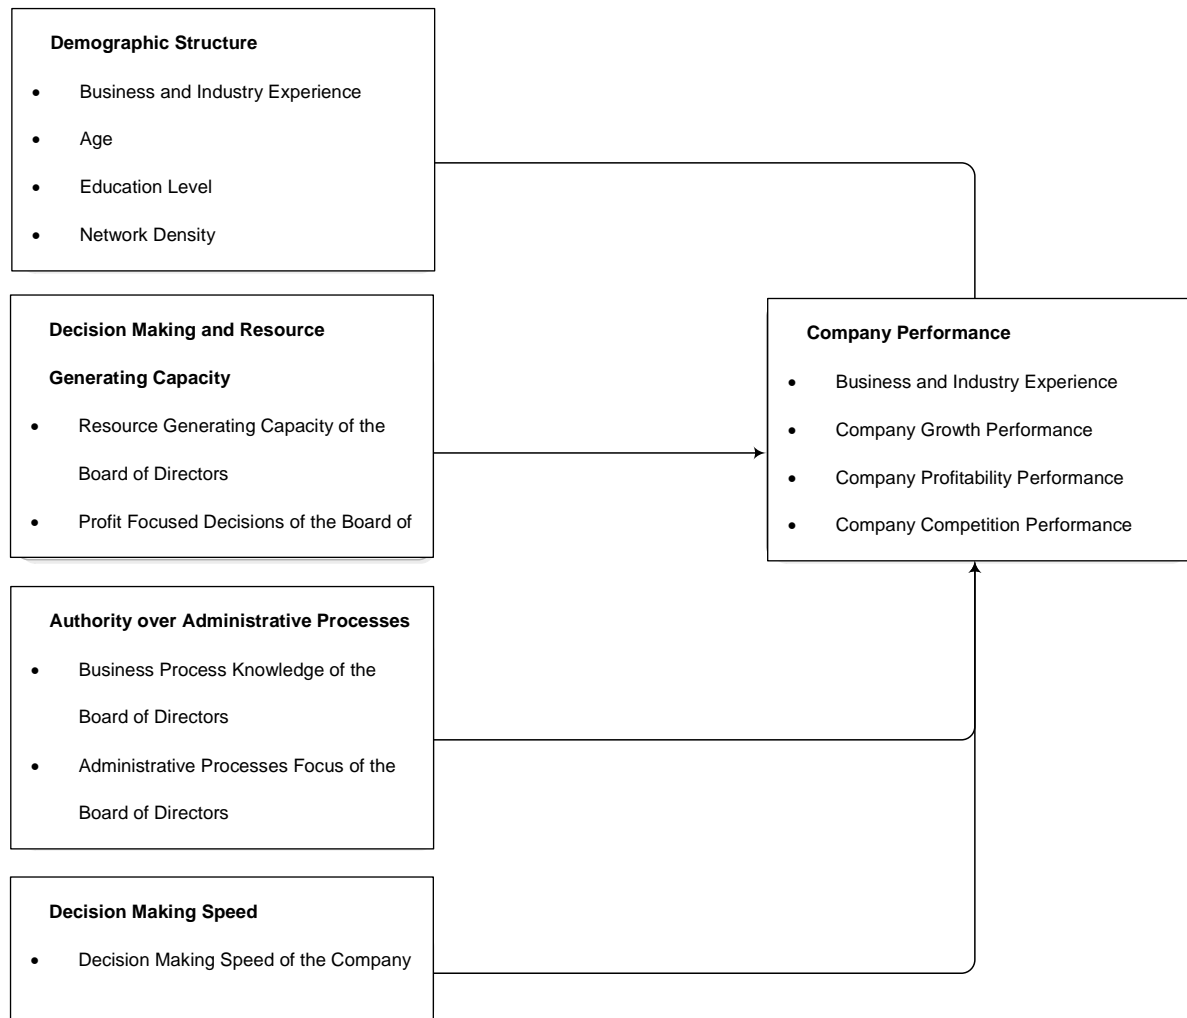 Demographic Structure
• Business and Industry Experience
• Age
• Education Level
• Network Density
Decision Making and Resource
Generating Capacity
• Resource Generating Capacity of the
Board of Directors
• Profit Focused Decisions of the Board of
Authority over Administrative Processes
• Business Process Knowledge of the
Board of Directors
• Administrative Processes Focus of the
Board of Directors
Decision Making Speed
• Decision Making Speed of the Company
Company Performance
• Business and Industry Experience
• Company Growth Performance
• Company Profitability Performance
• Company Competition Performance